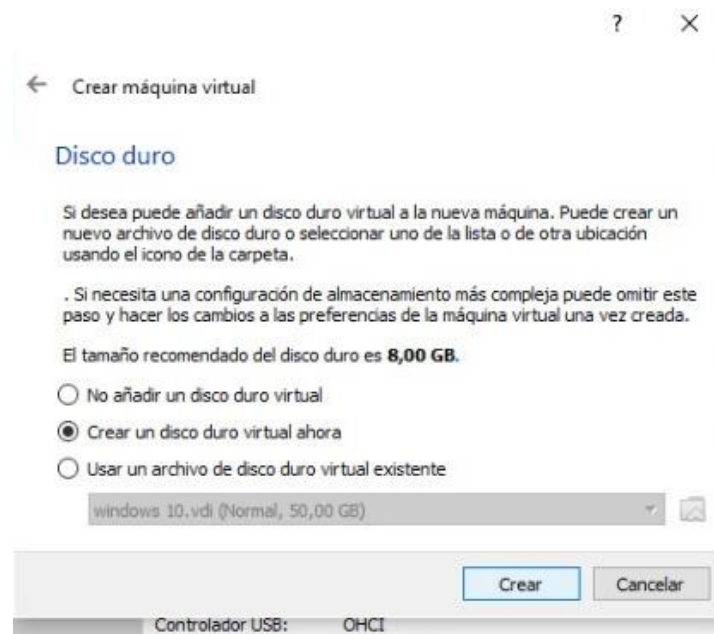 ?
Crear máquina virtual
Disco duro
Si desea puede añadir un disco duro virtual a la nueva máquina. Puede crear un
nuevo archivo de disco duro o seleccionar uno de la lista o de otra ubicación
usando el icono de la carpeta.
. Si necesita una configuración de almacenamiento más compleja puede omitir este
paso y hacer los cambios a las preferencias de la máquina virtual una vez creada.
El tamaño recomendado del disco duro es 8,00 GB.
No añadir un disco duro virtual
Crear un disco duro virtual ahora
Usar un archivo de disco duro virtual existente
windows 10.vdi (Normal, 50,00 GB)
Crear Cancelar
Controlador USB: OHCI